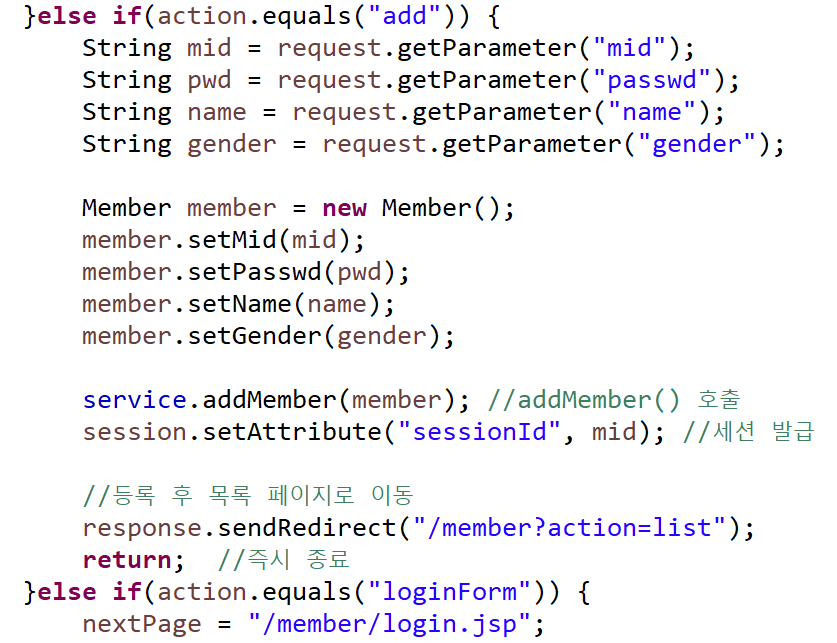 }else if(action.equals("add")) {
    String mid = request.getParameter("mid");
    String pwd = request.getParameter("passwd");
    String name = request.getParameter("name");
    String gender = request.getParameter("gender");

    Member member = new Member();
    member.setMid(mid);
    member.setPasswd(pwd);
    member.setName(name);
    member.setGender(gender);

    service.addMember(member); //addMember() 호출
    session.setAttribute("sessionId", mid); //세션 발급

    //등록 후 목록 페이지로 이동
    response.sendRedirect("/member?action=list");
    return;  //즉시 종료
}else if(action.equals("loginForm")) {
    nextPage = "/member/login.jsp";